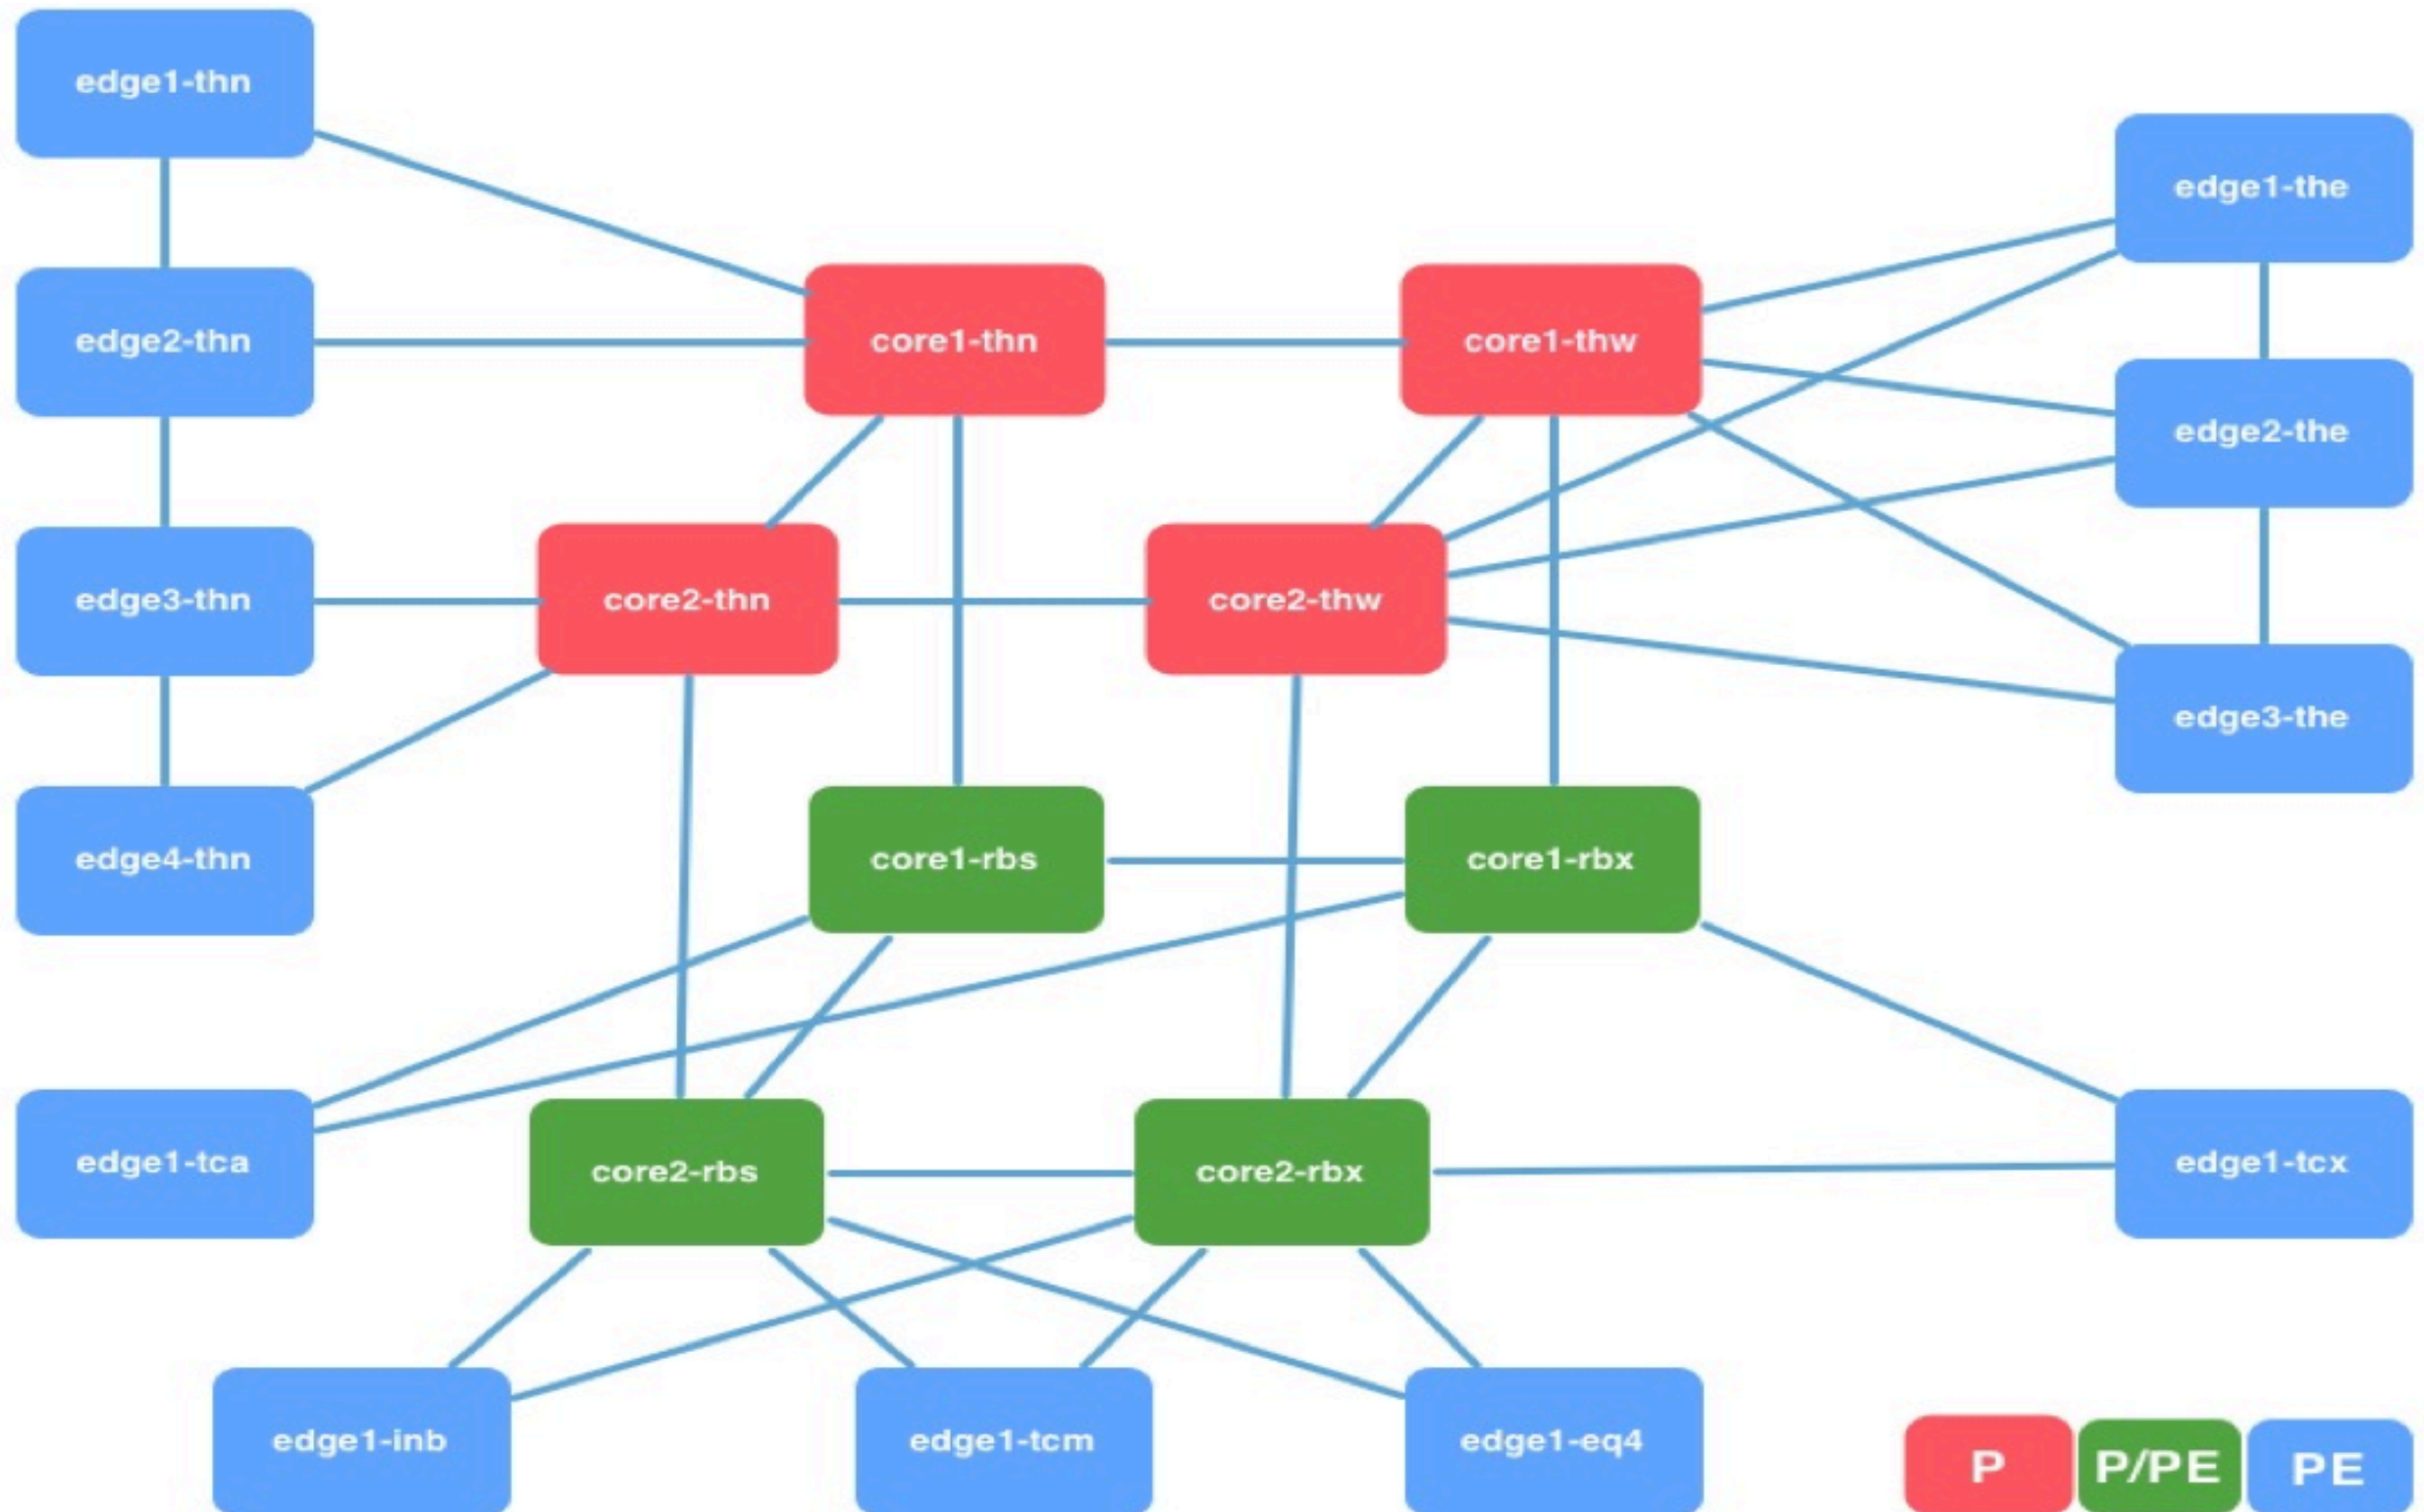 edge1-thn
edge1-the
edge2-thn
core1-thn
core1-thw
edge2-the
edge3-thn
core2-thn
core2-thw
edge3-the
edge4-thn
core1-rbs
core1-rbx
edge1-tca
core2-rbs
core2-rbx
edge1-tcx
edge1-inb
edge1-tcm
edge1-eq4
P
P/PE
PE